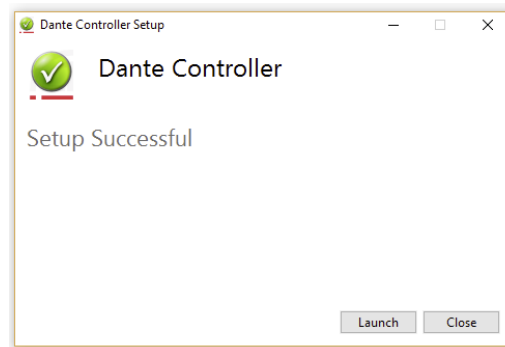 Dante Controller Setup
Dante Controller
Setup Successful
Launch Close